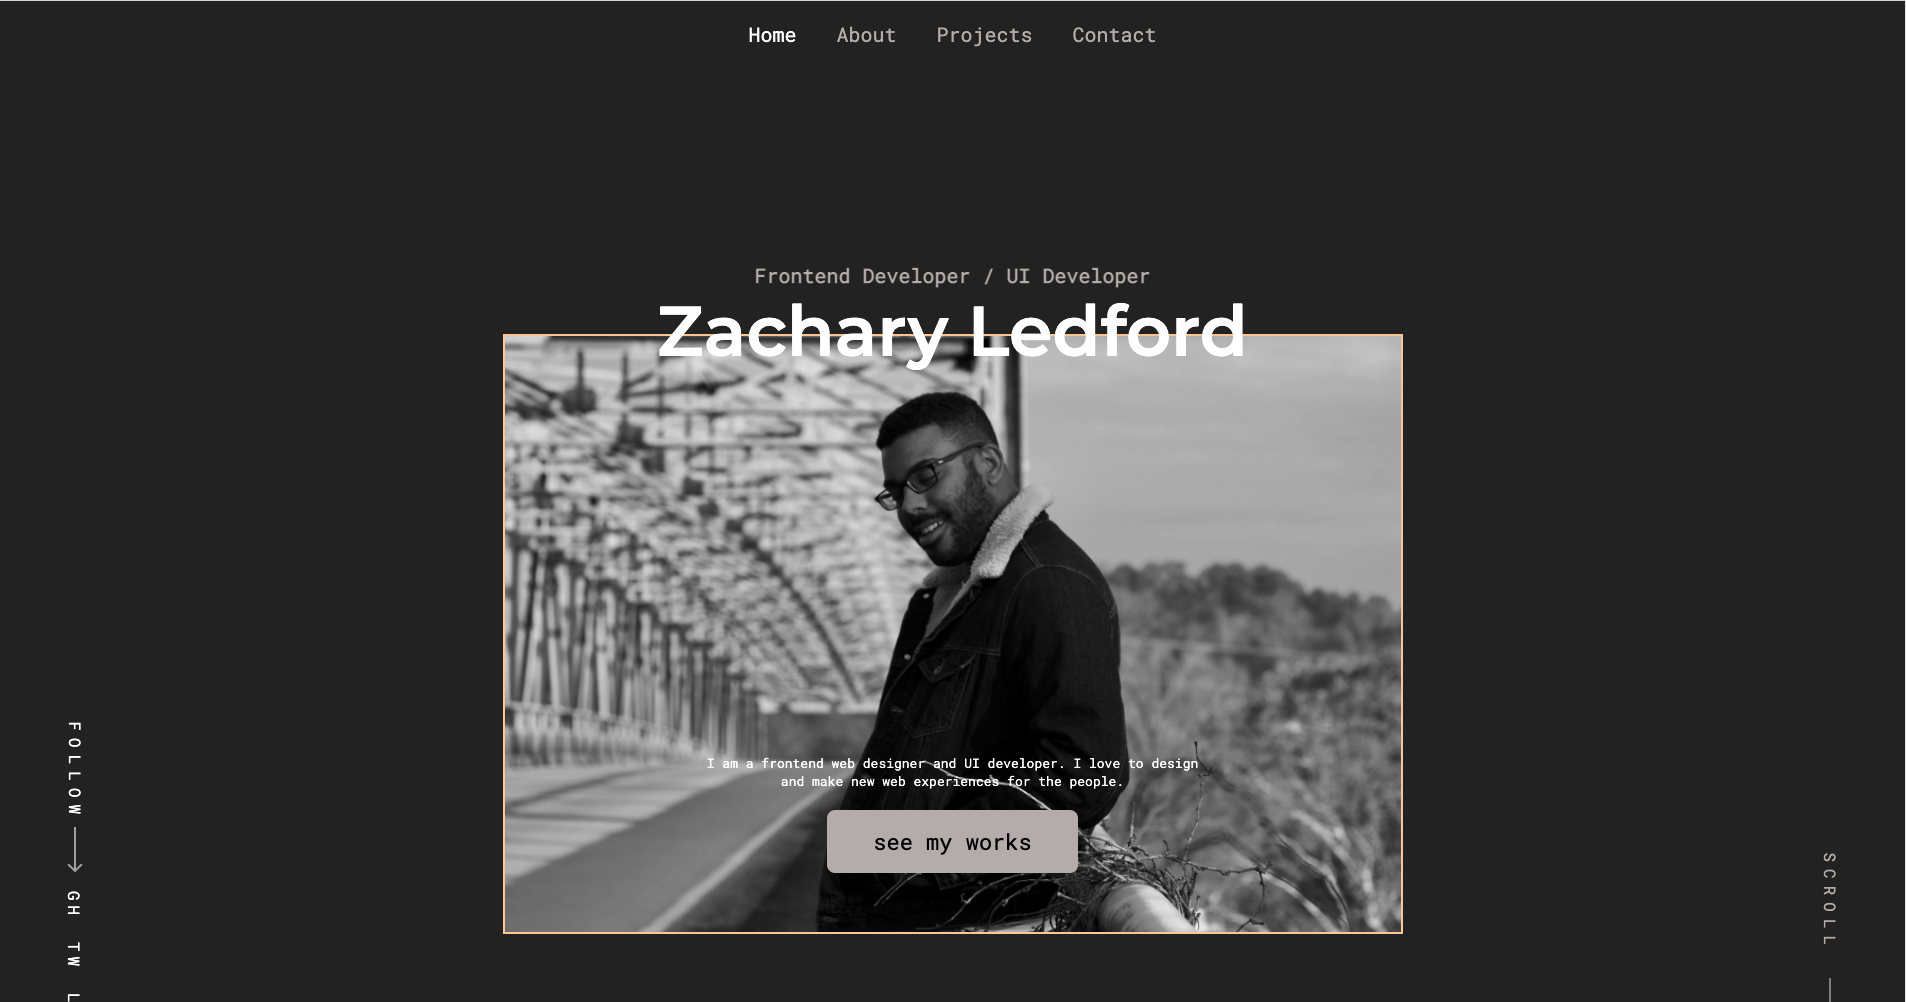 Home About Projects Contact
Frontend Developer / UI Developer
Zachary Ledford
I am a frontend web designer and UI developer. I love to design
and make new web experiences for the people.
see my works
FOLLOW
GH TW L
SCROLL